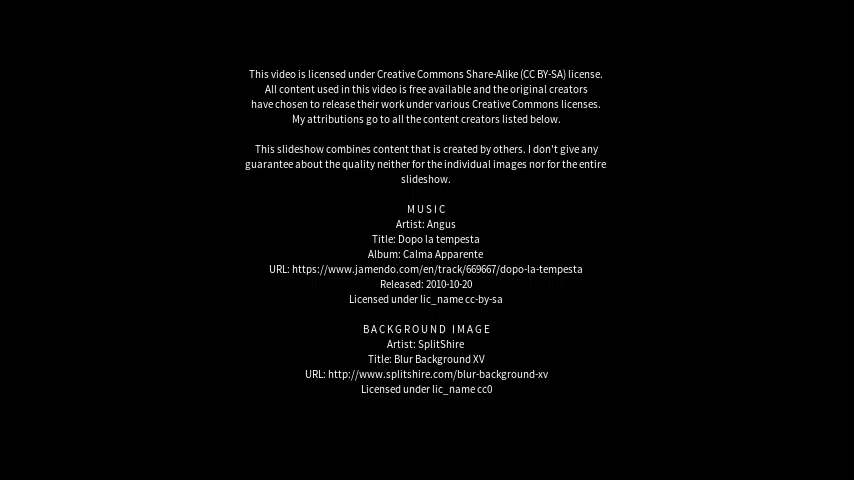 This video is licensed under Creative Commons Share-Alike (CC BY-SA) license.
All content used in this video is free available and the original creators
have chosen to release their work under various Creative Commons licenses.
My attributions go to all the content creators listed below.
This slideshow combines content that is created by others. I don't give any
guarantee about the quality neither for the individual images nor for the entire
slideshow.
MUSIC
Artist: Angus
Title: Dopo la tempesta
Album: Calma Apparente
URL: https://www.jamendo.com/en/track/669667/dopo-la-tempesta
Released: 2010-10-20
Licensed under lic_name cc-by-sa
BACKGROUND IMAGE
Artist: SplitShire
Title: Blur Background XV
URL: http://www.splitshire.com/blur-background-xv
Licensed under lic_name cc0